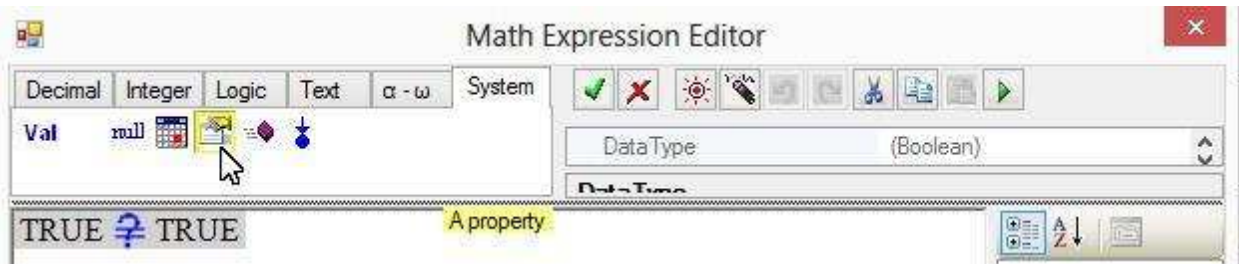 Math Expression Editor
Decimal Integer Logic Text α - ω System
Val null
DataType (Boolean)
DataType
TRUE ≟ TRUE A property
A Z